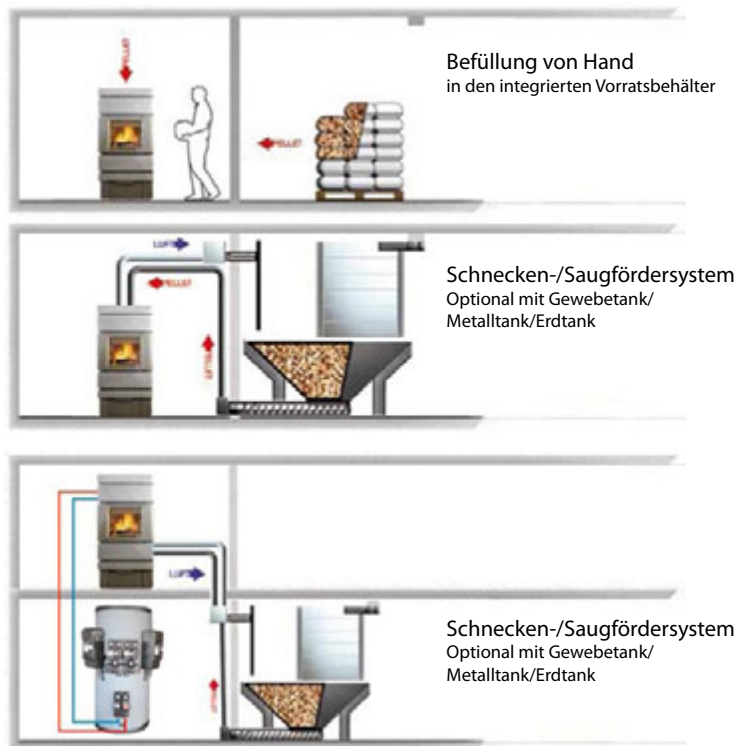 PELLET
Befüllung von Hand
in den integrierten Vorratsbehälter
PELLET
LUFT
PELLET
Schnecken-/Saugfördersystem
Optional mit Gewebetank/
Metalltank/Erdtank
LUFT
Schnecken-/Saugfördersystem
Optional mit Gewebetank/
Metalltank/Erdtank